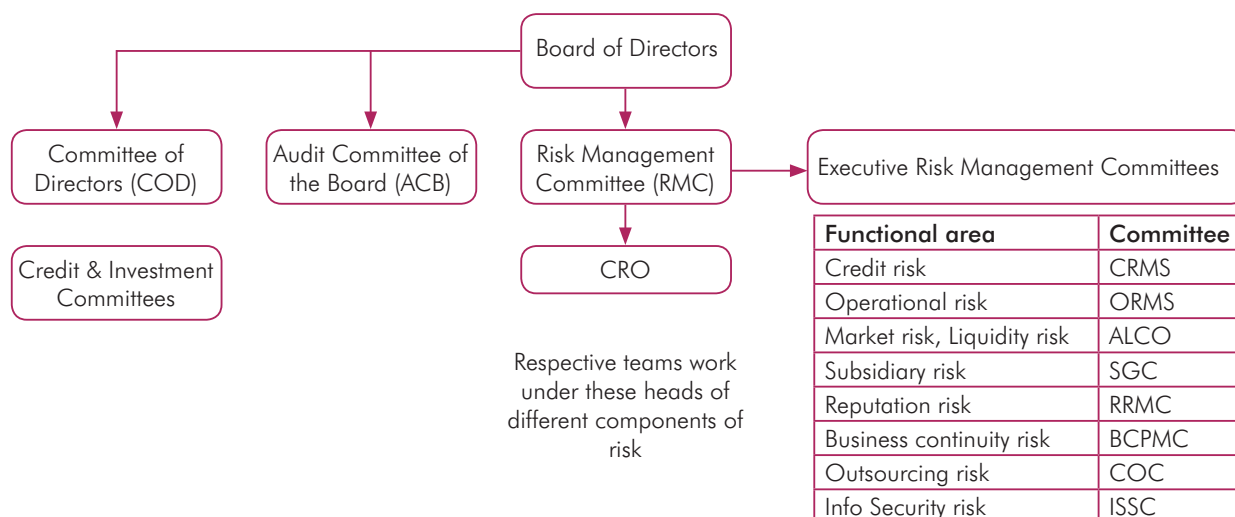 Board of Directors
Committee of
Directors (COD)
Audit Committee of
the Board (ACB)
Risk Management
Committee (RMC)
Executive Risk Management Committees
Credit & Investment
Committees
CRO
Respective teams work
under these heads of
different components of
risk
Functional area Committee
Credit risk CRMS
Operational risk ORMS
Market risk, Liquidity risk ALCO
Subsidiary risk SGC
Reputation risk RRMC
Business continuity risk BCPMC
Outsourcing risk COC
Info Security risk ISSC